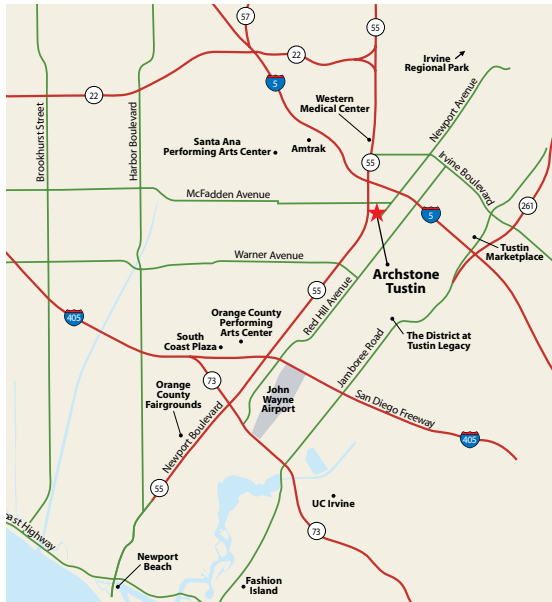 57
55
22
Irvine
Regional Park
5
22
Western
Medical Center
Newport Avenue
Brookhurst Street
Harbor Boulevard
Santa Ana
Performing Arts Center
Amtrak
55
Irvine Boulevard
McFadden Avenue
261
5
Tustin
Marketplace
Warner Avenue
Archstone
Tustin
55
Red Hill Avenue
405
Orange County
Performing
Arts Center
South
Coast Plaza
The District at
Tustin Legacy
Jamboree Road
73
Orange
County
Fairgrounds
John
Wayne
Airport
San Diego Freeway
Newport Boulevard
405
55
UC Irvine
Highway
73
Newport
Beach
Fashion
Island